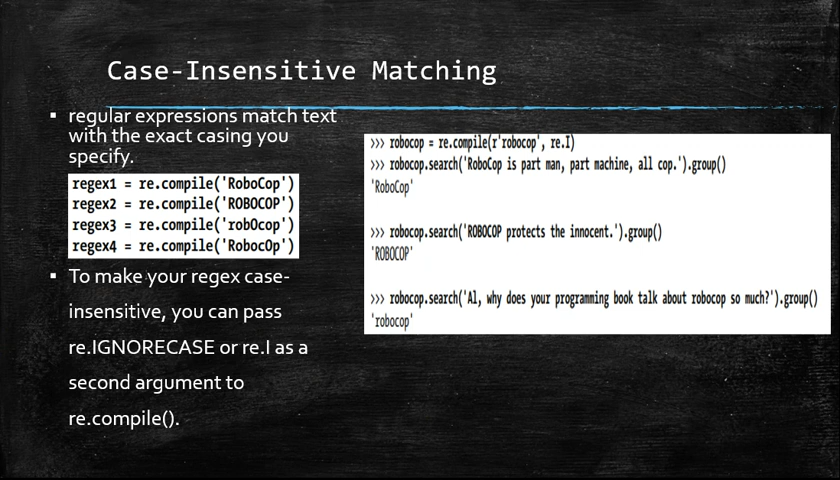 Case-Insensitive Matching
▪ regular expressions match text
with the exact casing you
specify.
regex1 = re.compile('RoboCop')
regex2 = re.compile('ROBOCOP')
regex3 = re.compile('robOcop')
regex4 = re.compile('RobocOp')
▪ To make your regex case-
insensitive, you can pass
re.IGNORECASE or re.I as a
second argument to
re.compile().
>>> robocop = re.compile(r'robocop', re.I)
>>> robocop.search('RoboCop is part man, part machine, all cop.').group()
'RoboCop'
>>> robocop.search('ROBOCOP protects the innocent.').group()
'ROBOCOP'
>>> robocop.search('Al, why does your programming book talk about robocop so much?').group()
'robocop'